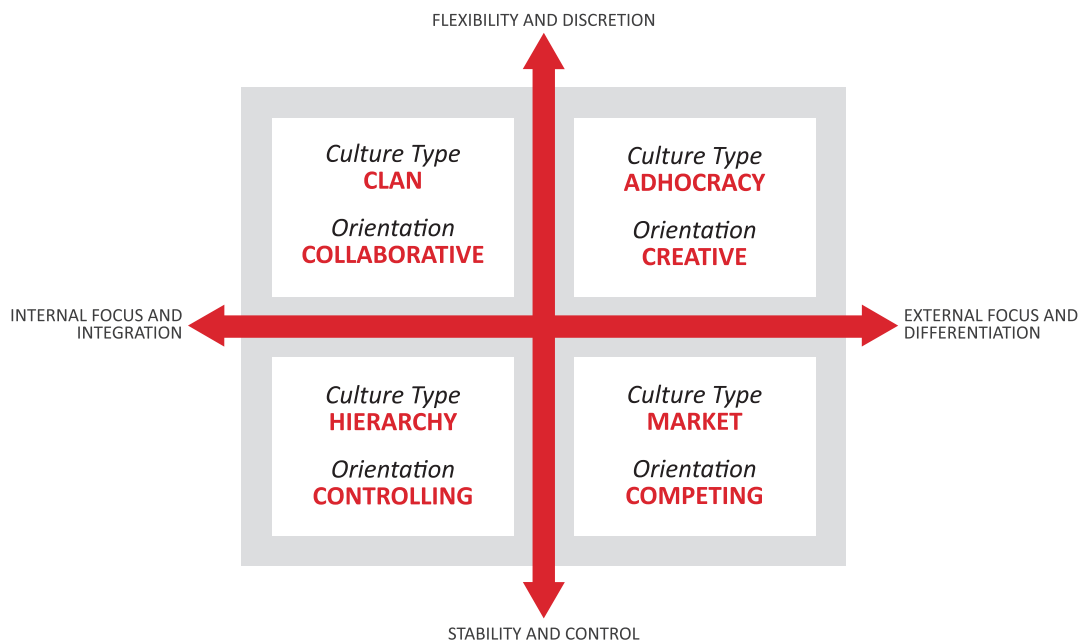 FLEXIBILITY AND DISCRETION
Culture Type
CLAN
Orientation
COLLABORATIVE
Culture Type
ADHOCRACY
Orientation
CREATIVE
INTERNAL FOCUS AND
INTEGRATION
EXTERNAL FOCUS AND
DIFFERENTIATION
Culture Type
HIERARCHY
Orientation
CONTROLLING
Culture Type
MARKET
Orientation
COMPETING
STABILITY AND CONTROL